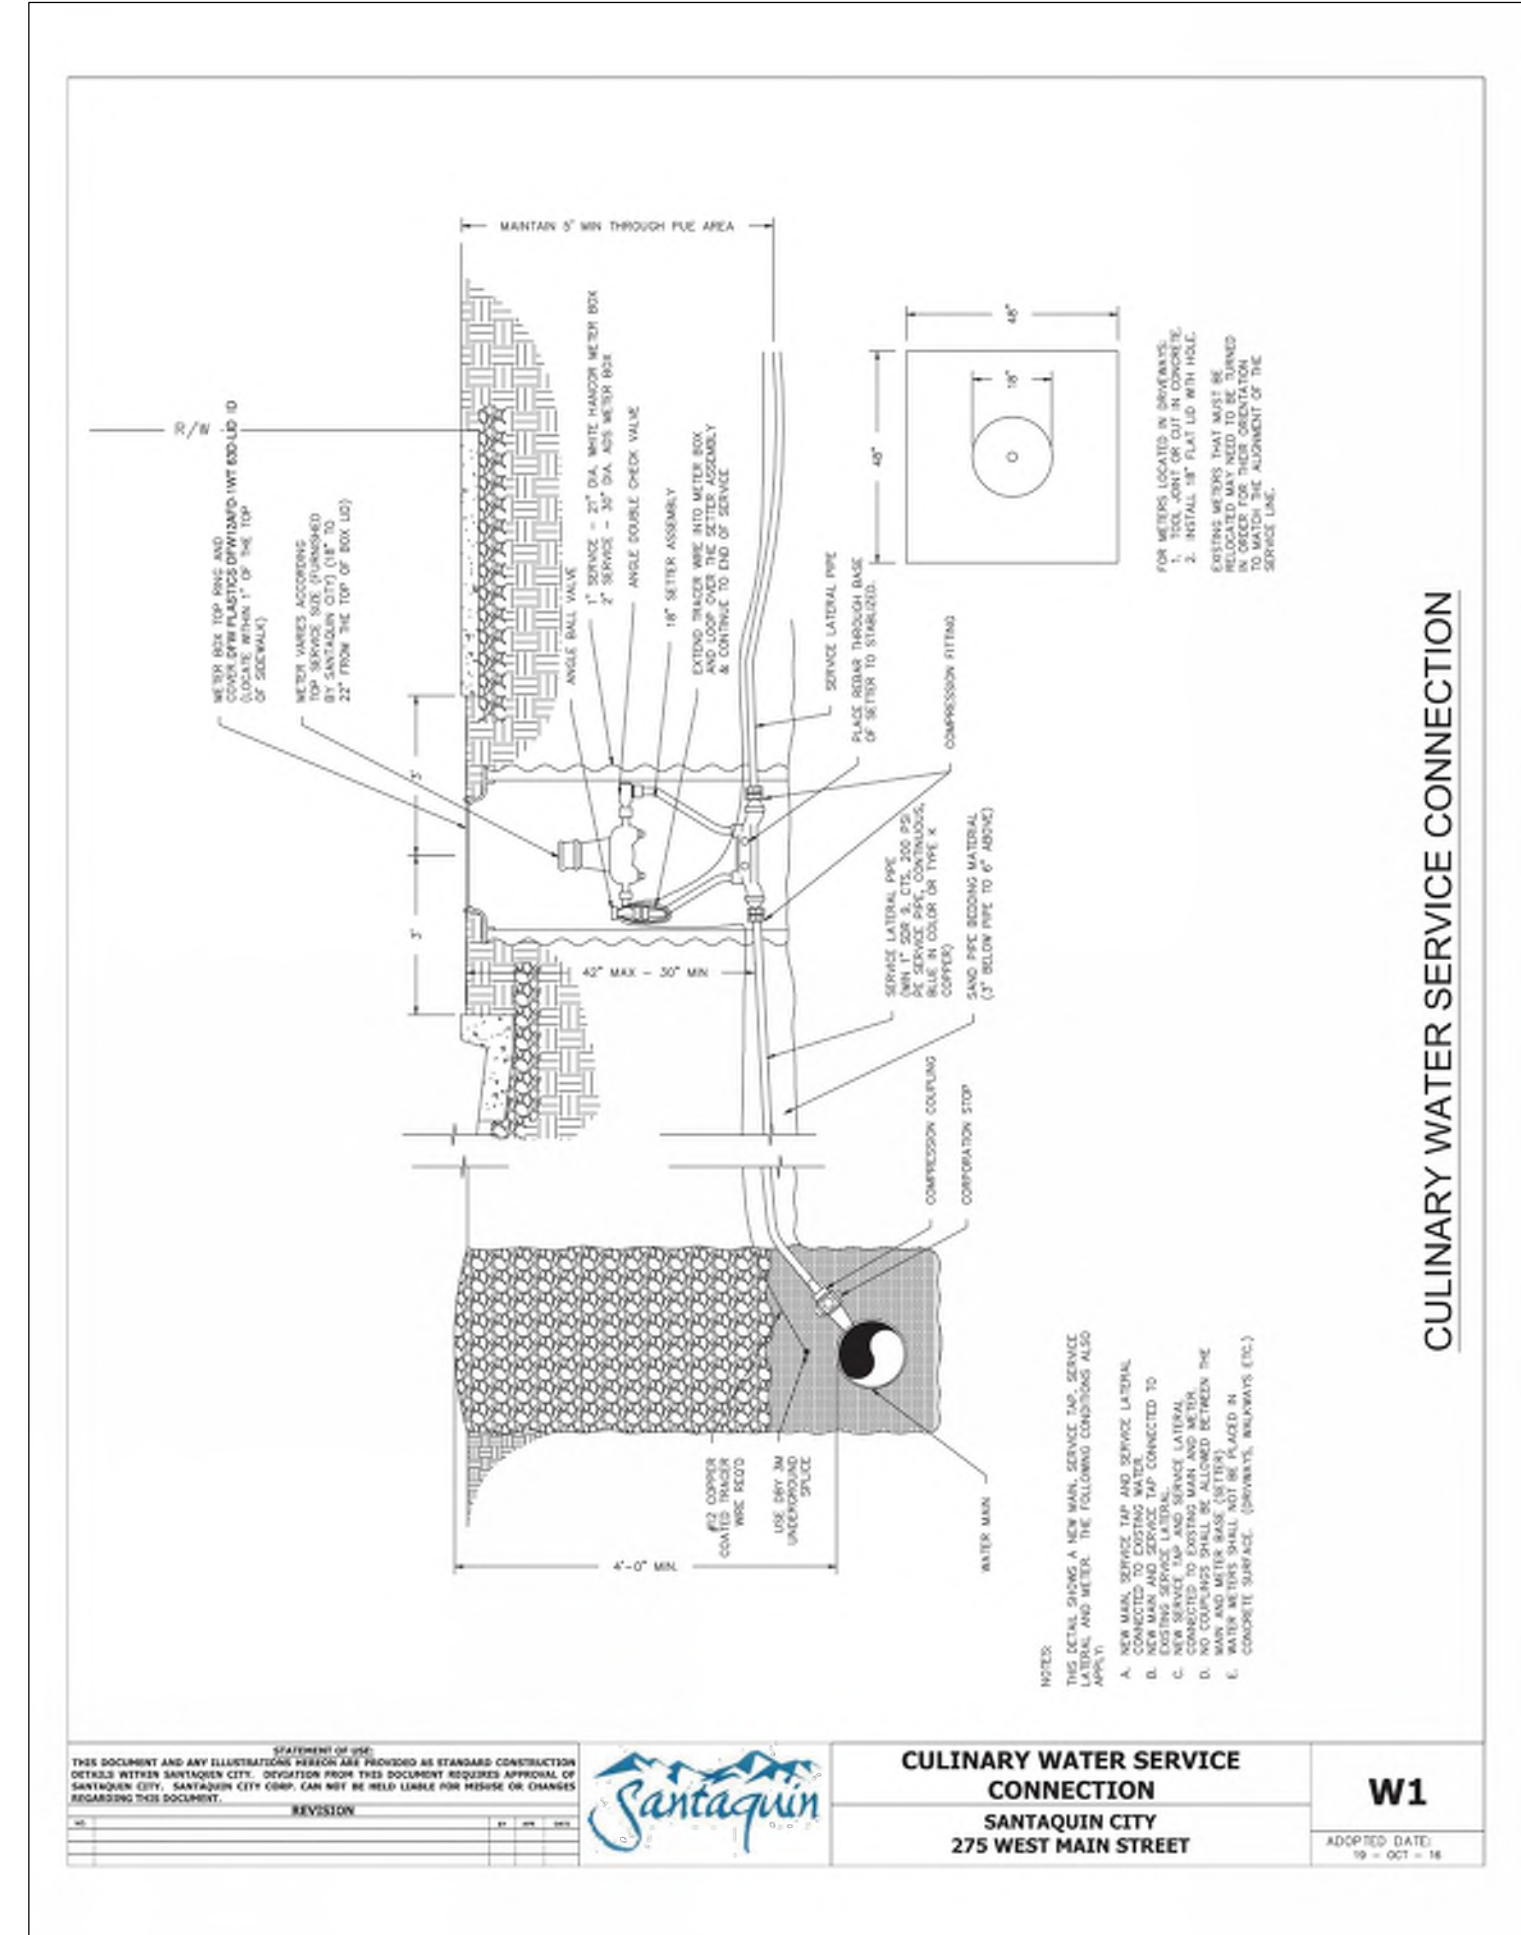 MAINTAIN 5' MIN THROUGH PUE AREA
R/W
METER BOX TOP RING AND
COVER DFW PLASTICS DFW12AFD-1WT 630-LID ID
(LOCATE WITHIN 1" OF THE TOP
OF SIDEWALK)
METER VARIES ACCORDING
TOP SERVICE SIZE (FURNISHED
BY SANTAQUIN CITY) (18" TO
22" FROM THE TOP OF BOX LID)
5'
3'
ANGLE BALL VALVE
1" SERVICE - 21" DIA. WHITE HANCOR METER BOX
2" SERVICE - 30" DIA. ADS METER BOX
ANGLE DOUBLE CHECK VALVE
18" SETTER ASSEMBLY
EXTEND TRACER WIRE INTO METER BOX
AND LOOP OVER THE SETTER ASSEMBLY
& CONTINUE TO END OF SERVICE
SERVICE LATERAL PIPE
PLACE REBAR THROUGH BASE
OF SETTER TO STABLIZED.
COMPRESSION FITTING
48"
48"
18"
FOR METERS LOCATED IN DRIVEWAYS:
1. TOOL JOINT OR CUT IN CONCRETE.
2. INSTALL 18" FLAT LID WITH HOLE.
EXISTING METERS THAT MUST BE
RELOCATED MAY NEED TO BE TURNED
IN ORDER FOR THEIR ORIENTATION
TO MATCH THE ALIGNMENT OF THE
SERVICE LINE.
42" MAX - 30" MIN
SERVICE LATERAL PIPE
(MIN 1" SDR 9, CTS, 200 PSI
PE SERVICE PIPE, CONTINUOUS,
BLUE IN COLOR OR TYPE K
COPPER)
SAND PIPE BEDDING MATERIAL
(3" BELOW PIPE TO 6" ABOVE)
COMPRESSION COUPLING
CORPORATION STOP
#12 COPPER
COATED TRACER
WIRE REQ'D
USE DBY 3M
UNDERGROUND
SPLICE
4'-0" MIN.
WATER MAIN
NOTES:
THIS DETAIL SHOWS A NEW MAIN, SERVICE TAP, SERVICE
LATERAL AND METER. THE FOLLOWING CONDITIONS ALSO
APPLY:
A. NEW MAIN, SERVICE TAP AND SERVICE LATERAL
CONNECTED TO EXISTING WATER.
B. NEW MAIN AND SERVICE TAP CONNECTED TO
EXISTING SERVICE LATERAL.
C. NEW SERVICE TAP AND SERVICE LATERAL
CONNECTED TO EXISTING MAIN AND METER.
D. NO COUPLINGS SHALL BE ALLOWED BETWEEN THE
MAIN AND METER BASE (SETTER)
E. WATER METERS SHALL NOT BE PLACED IN
CONCRETE SURFACE. (DRIVWAYS, WALKWAYS ETC.)
CULINARY WATER SERVICE CONNECTION
STATEMENT OF USE:
THIS DOCUMENT AND ANY ILLUSTRATIONS HEREON ARE PROVIDED AS STANDARD CONSTRUCTION
DETAILS WITHIN SANTAQUIN CITY. DEVIATION FROM THIS DOCUMENT REQUIRES APPROVAL OF
SANTAQUIN CITY. SANTAQUIN CITY CORP. CAN NOT BE HELD LIABLE FOR MISUSE OR CHANGES
REGARDING THIS DOCUMENT.
REVISION
NO. BY APR. DATE
Santaquin
CULINARY WATER SERVICE
CONNECTION
SANTAQUIN CITY
275 WEST MAIN STREET
W1
ADOPTED DATE:
19 - OCT - 16